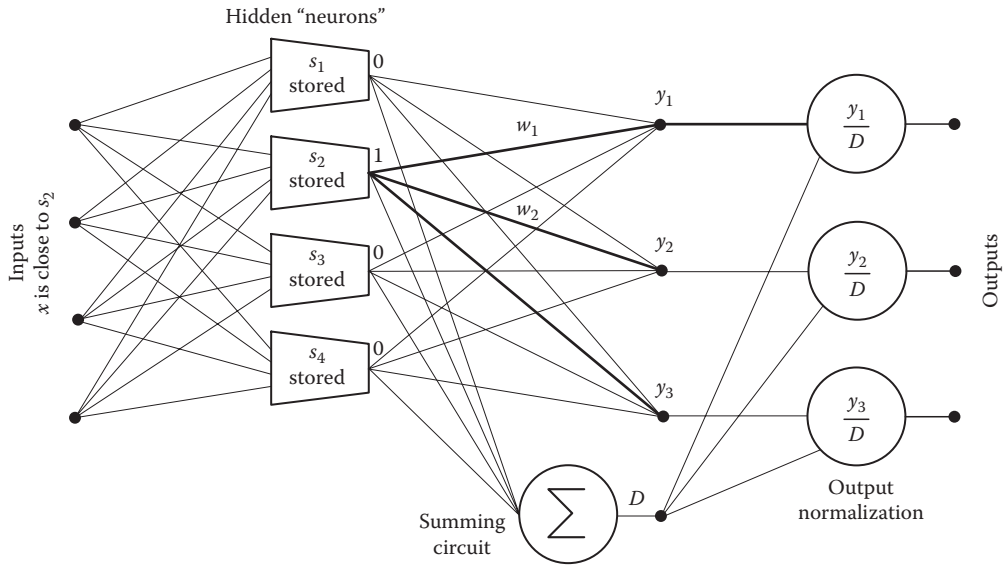 Hidden “neurons”
Inputs
x is close to s₂
s₁
stored
0
s₂
stored
1
s₃
stored
0
s₄
stored
0
w₁
w₂
y₁
y₂
y₃
y₁
D
y₂
D
y₃
D
Outputs
Summing
circuit
∑
D
Output
normalization